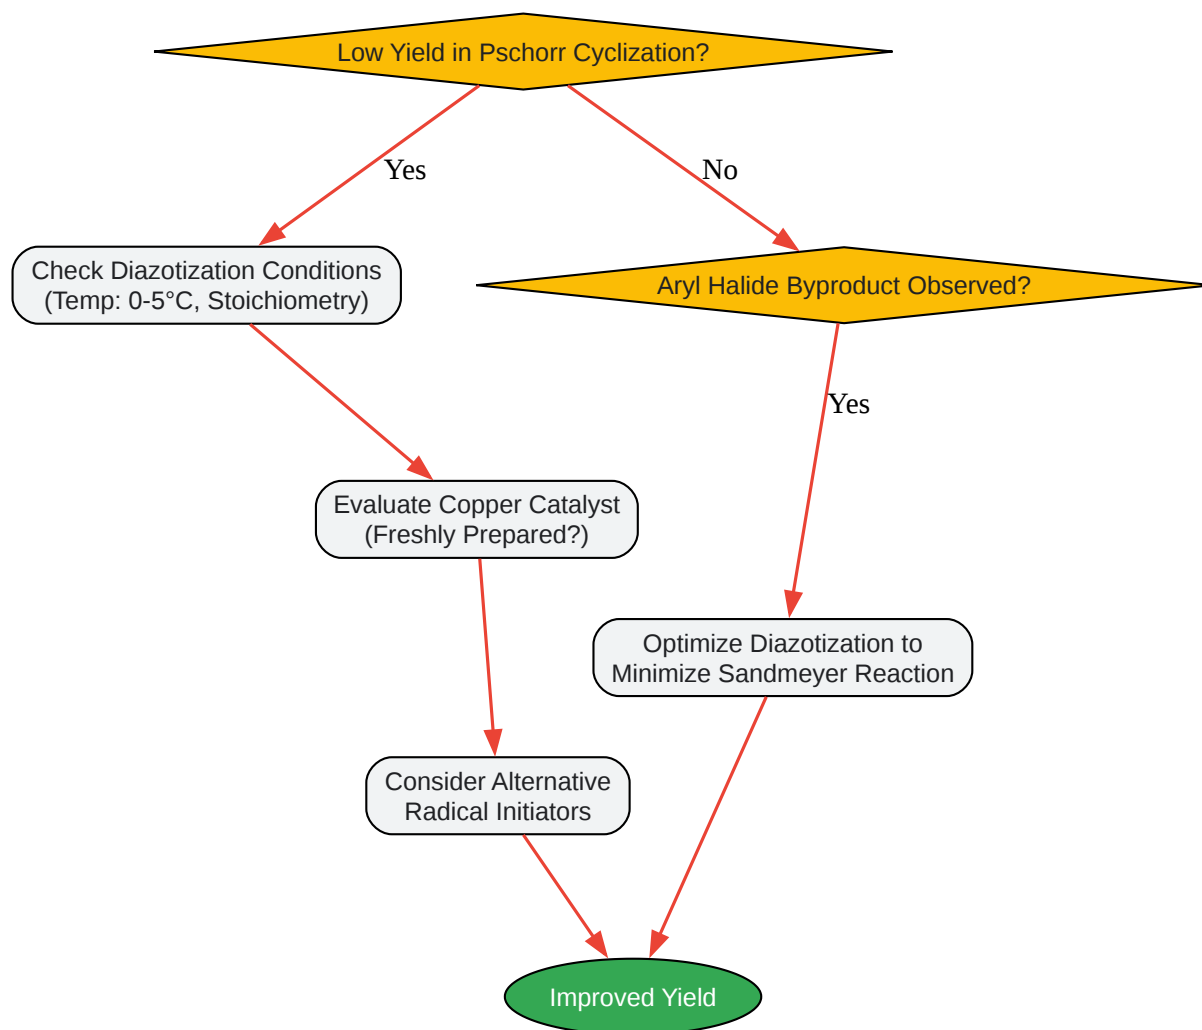 Low Yield in Pschorr Cyclization?
Yes
No
Check Diazotization Conditions
(Temp: 0-5°C, Stoichiometry)
Aryl Halide Byproduct Observed?
Yes
Evaluate Copper Catalyst
(Freshly Prepared?)
Optimize Diazotization to
Minimize Sandmeyer Reaction
Consider Alternative
Radical Initiators
Improved Yield